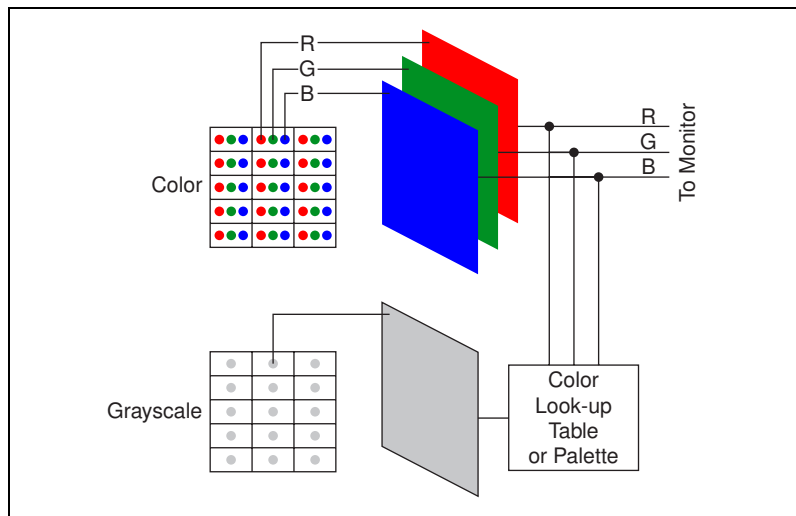 R
G
B
Color
R
G
B
To Monitor
Grayscale
Color
Look-up
Table
or Palette